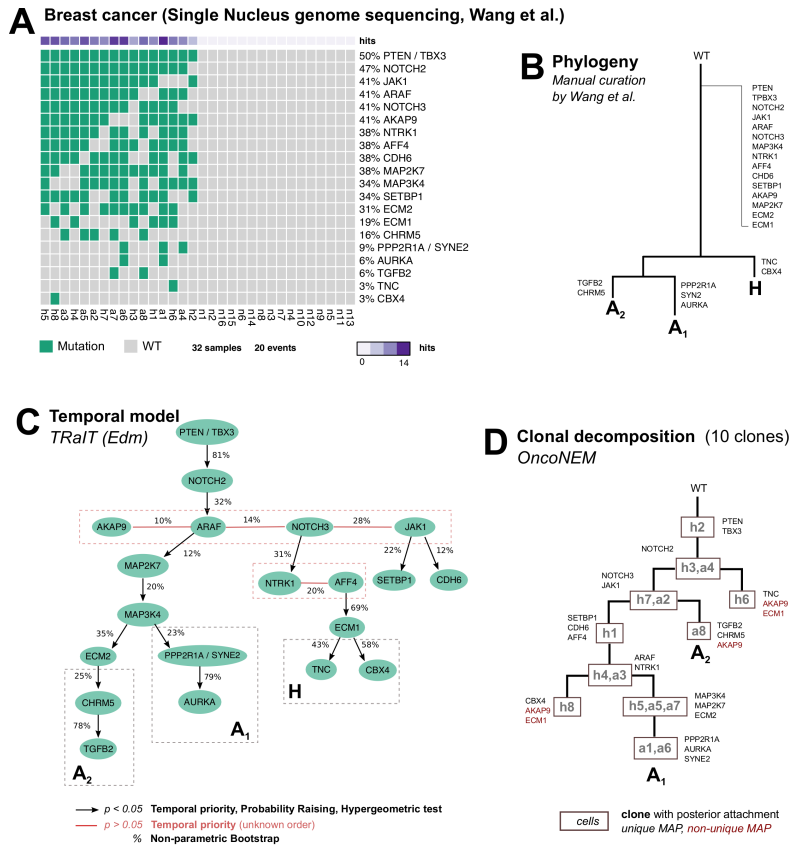 A Breast cancer (Single Nucleus genome sequencing, Wang et al.)
hits
50% PTEN / TBX3
47% NOTCH2
41% JAK1
41% ARAF
41% NOTCH3
41% AKAP9
38% NTRK1
38% AFF4
38% CDH6
38% MAP2K7
34% MAP3K4
34% SETBP1
31% ECM2
19% ECM1
16% CHRM5
9% PPP2R1A / SYNE2
6% AURKA
6% TGFB2
3% TNC
3% CBX4
Mutation
WT
32 samples
20 events
hits
0
14
B Phylogeny
Manual curation
by Wang et al.
WT
PTEN
TPBX3
NOTCH2
JAK1
ARAF
NOTCH3
MAP3K4
NTRK1
AFF4
CHD6
SETBP1
AKAP9
MAP2K7
ECM2
ECM1
TNC
CBX4
H
TGFB2
CHRM5
A2
PPP2R1A
SYN2
AURKA
A1
C Temporal model
TRaIT (Edm)
PTEN / TBX3
81%
NOTCH2
32%
AKAP9
10%
ARAF
14%
NOTCH3
28%
JAK1
12%
31%
22%
12%
MAP2K7
NTRK1
20%
AFF4
SETBP1
CDH6
20%
69%
MAP3K4
ECM1
35%
23%
43%
58%
ECM2
PPP2R1A / SYNE2
TNC
CBX4
25%
79%
H
CHRM5
AURKA
78%
A1
TGFB2
A2
p < 0.05 Temporal priority, Probability Raising, Hypergeometric test
p > 0.05 Temporal priority (unknown order)
% Non-parametric Bootstrap
D Clonal decomposition (10 clones)
OncoNEM
WT
h2
PTEN
TBX3
NOTCH2
h3,a4
NOTCH3
JAK1
h7,a2
h6
TNC
AKAP9
ECM1
SETBP1
CDH6
AFF4
h1
a8
TGFB2
CHRM5
AKAP9
A2
ARAF
NTRK1
h4,a3
CBX4
AKAP9
ECM1
h8
h5,a5,a7
MAP3K4
MAP2K7
ECM2
a1,a6
PPP2R1A
AURKA
SYNE2
A1
cells
clone with posterior attachment
unique MAP, non-unique MAP